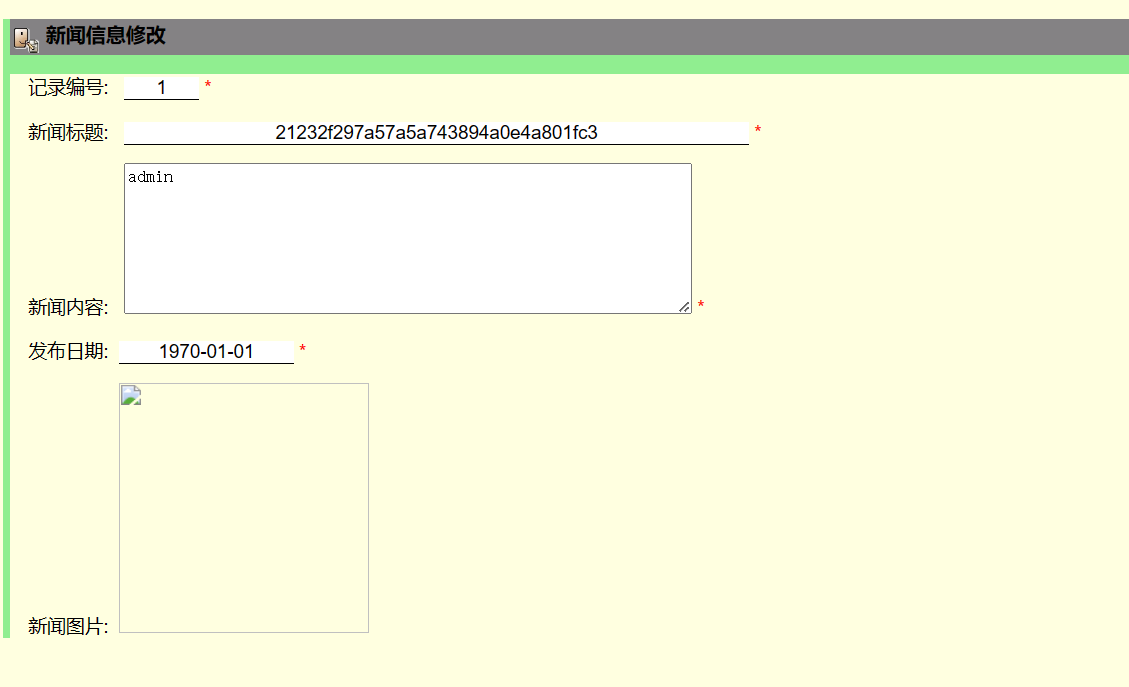 新闻信息修改
记录编号: 1 *
新闻标题: 21232f297a57a5a743894a0e4a801fc3 *
admin
新闻内容: *
发布日期: 1970-01-01 *
新闻图片: